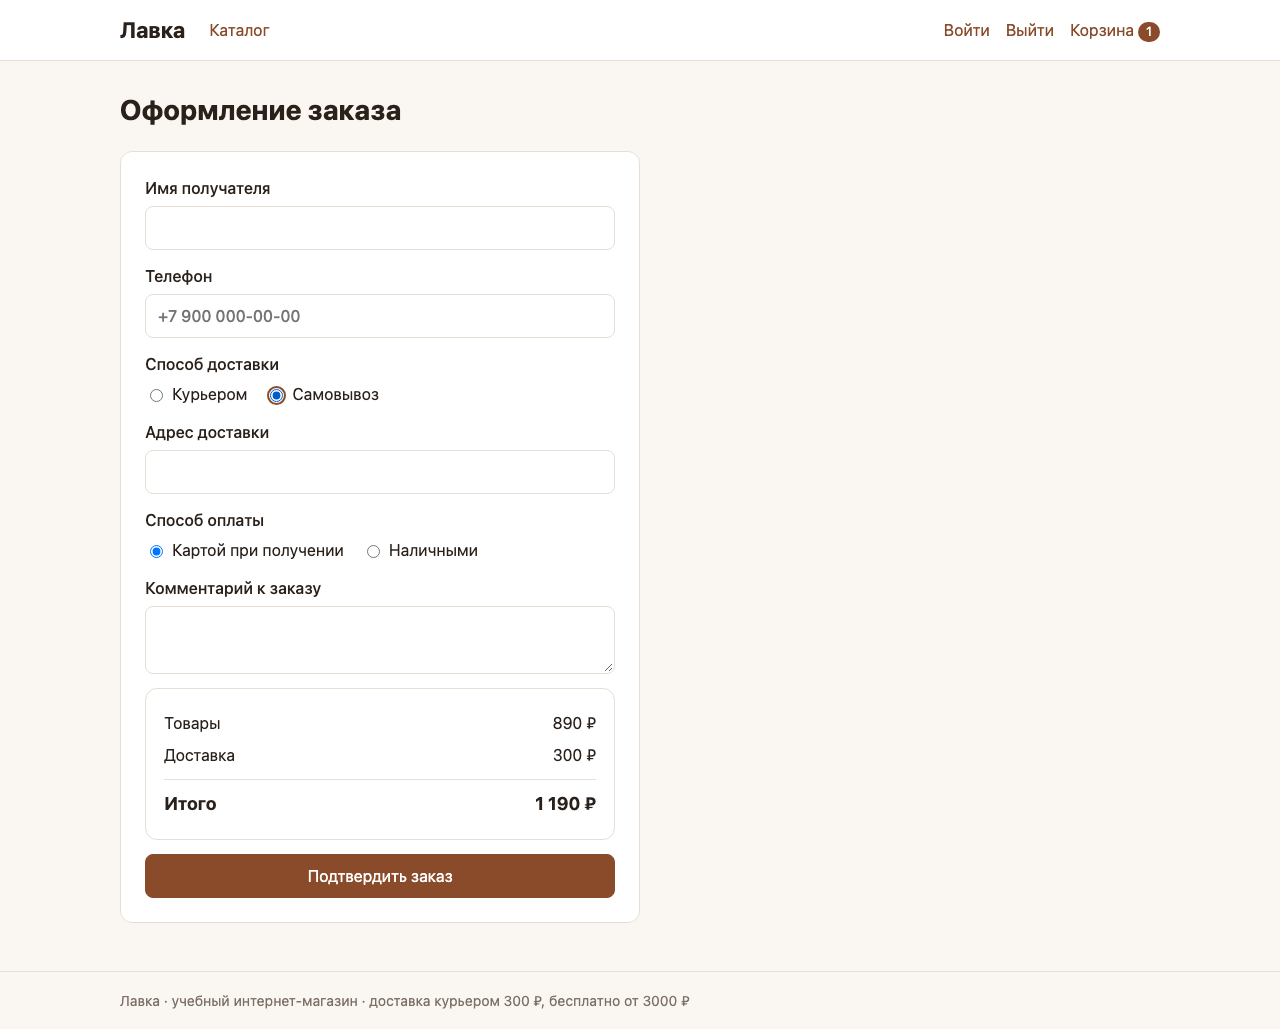 Лавка Каталог Войти Выйти Корзина 1
Оформление заказа
Имя получателя
Телефон
+7 900 000-00-00
Способ доставки
Курьером Самовывоз
Адрес доставки
Способ оплаты
Картой при получении Наличными
Комментарий к заказу
Товары 890 ₽
Доставка 300 ₽
Итого 1 190 ₽
Подтвердить заказ
Лавка · учебный интернет-магазин · доставка курьером 300 ₽, бесплатно от 3000 ₽